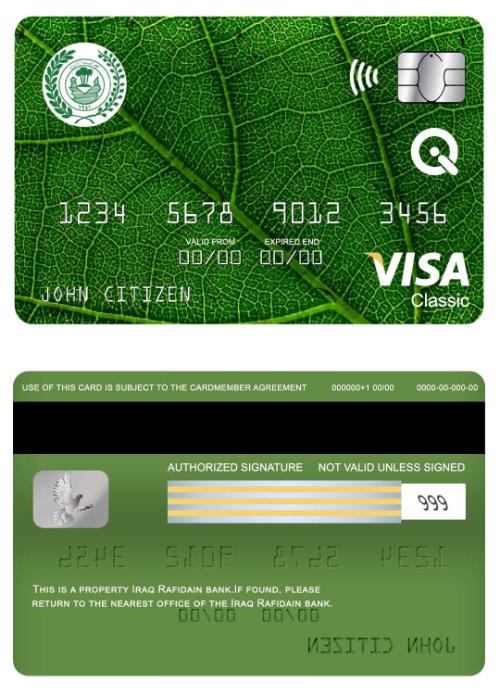 1234 5678 9012 3456
VALID FROM EXPIRED END
00/00 00/00
JOHN CITIZEN
VISA
Classic
USE OF THIS CARD IS SUBJECT TO THE CARDMEMBER AGREEMENT 000000+1 00/00 0000-00-000-00
AUTHORIZED SIGNATURE NOT VALID UNLESS SIGNED
999
THIS IS A PROPERTY IRAQ RAFIDAIN BANK.IF FOUND, PLEASE
RETURN TO THE NEAREST OFFICE OF THE IRAQ RAFIDAIN BANK.
00/00 00/00
JOHN CITIZEN